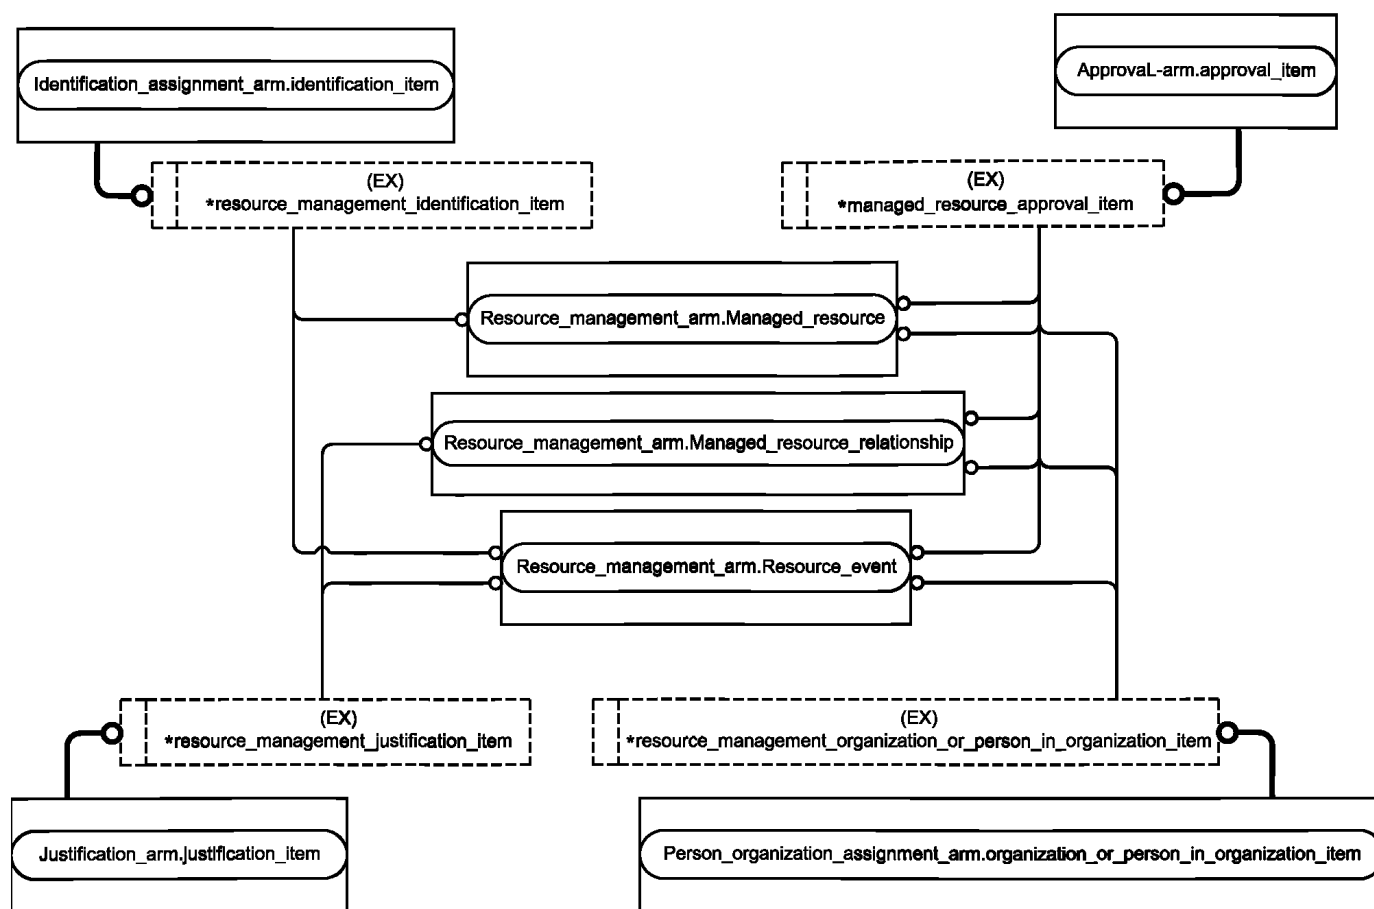 Identification_assignment_arm.identification_item
ApprovaL-arm.approval_item
(EX)
*resource_management_identification_item
(EX)
*managed_resource_approval_item
Resource_management_arm.Managed_resource
Resource_management_arm.Managed_resource_relationship
Resource_management_arm.Resource_event
(EX)
*resource_management_justification_item
(EX)
*resource_management_organization_or_person_in_organization_item
Justification_arm.justification_item
Person_organization_assignment_arm.organization_or_person_in_organization_item